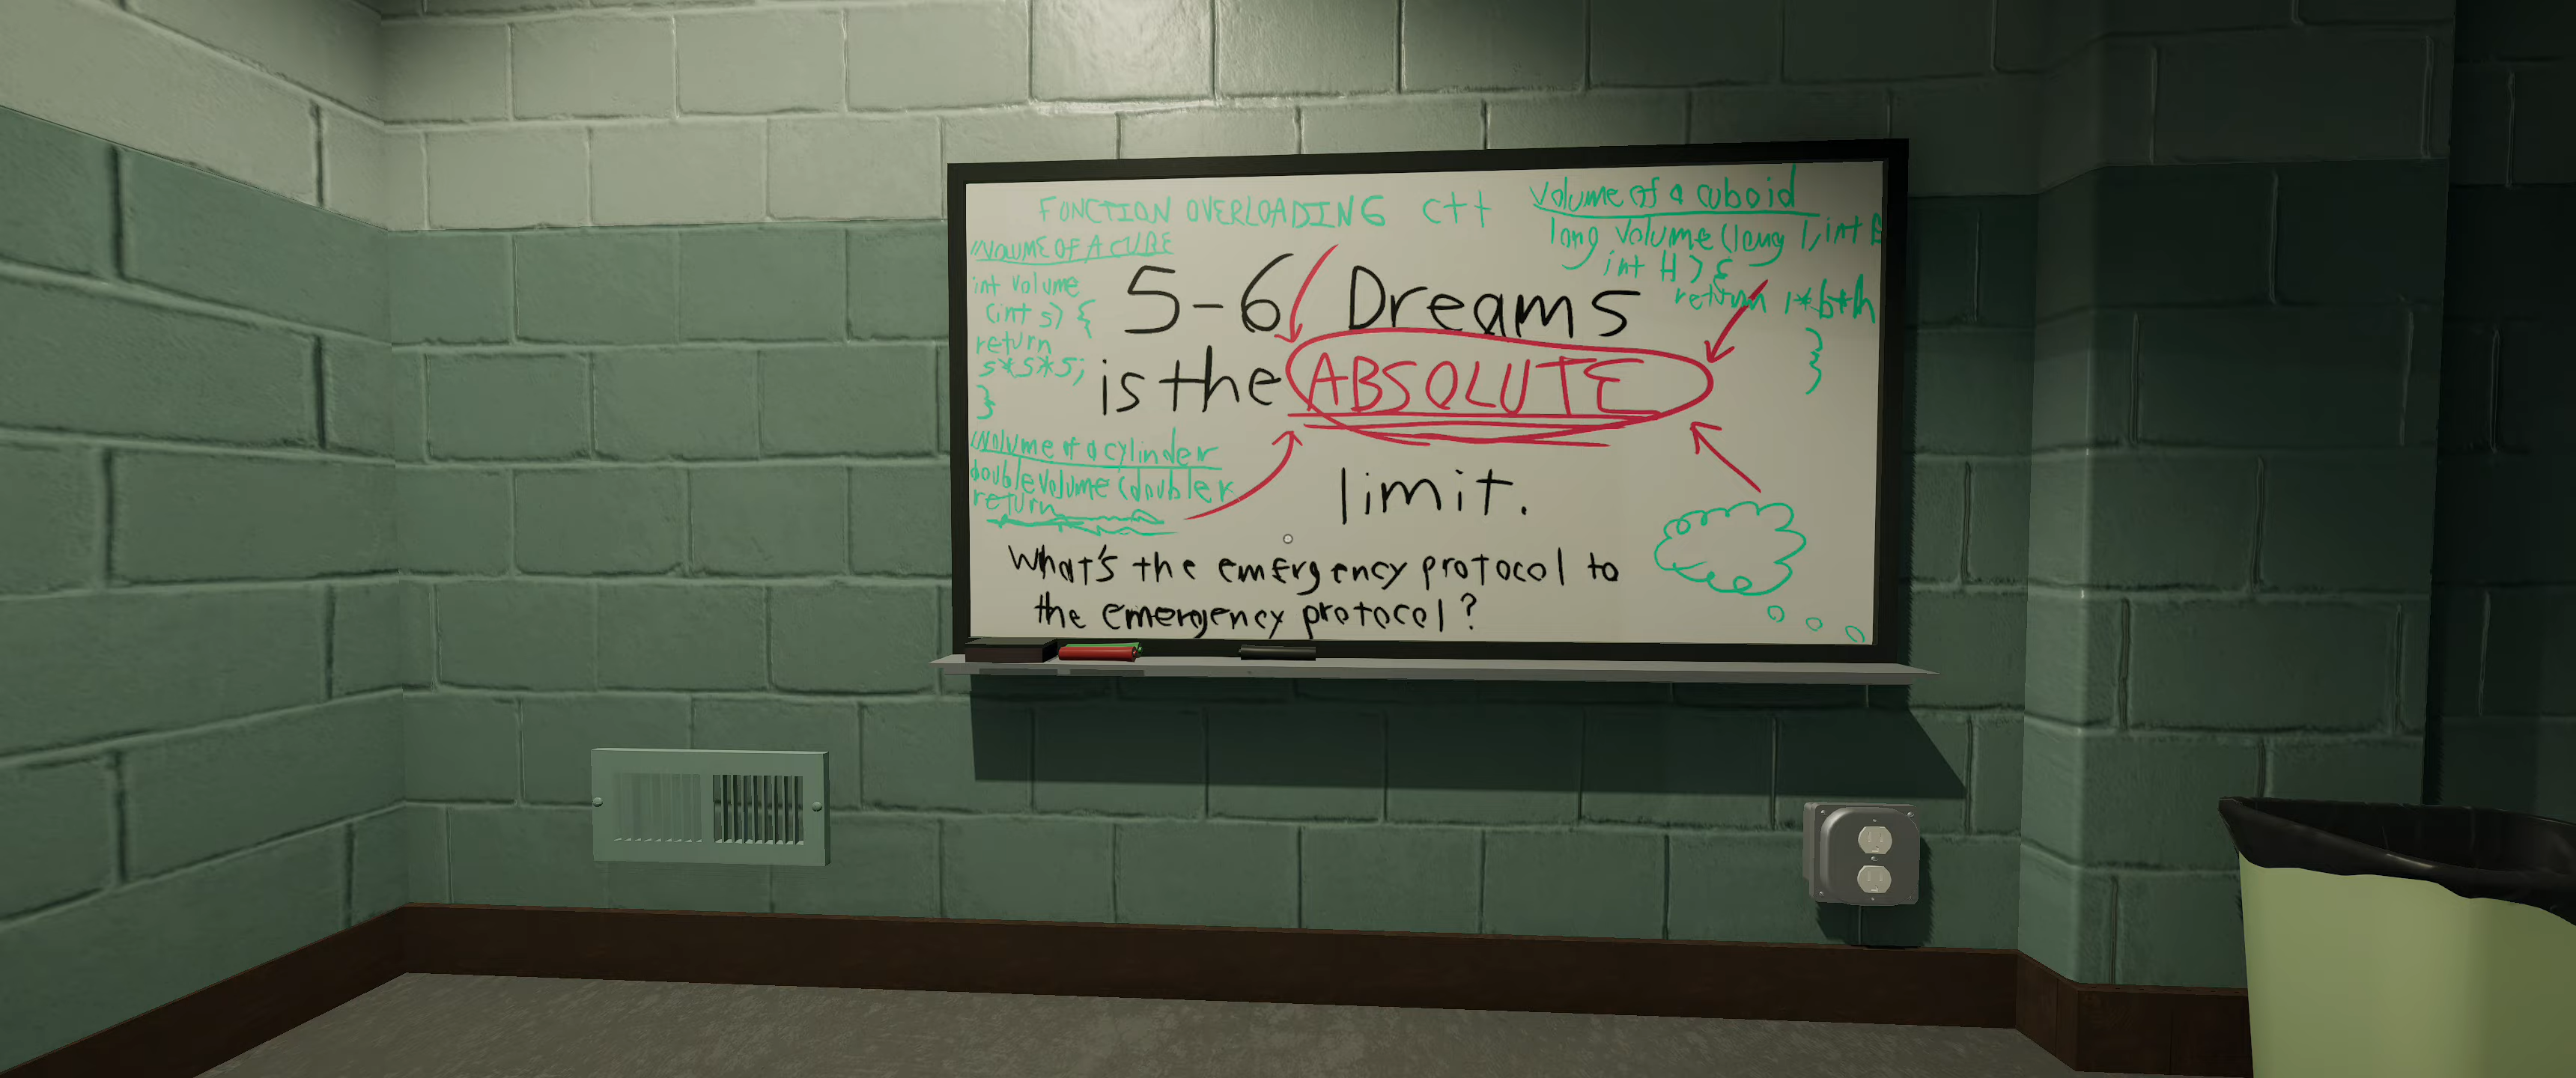 FONCTION OVERLOADING C++
//VOLUME OF A CUBE
int volume
(int s) {
return
s*s*s;
}
//Volume of a cylinder
double volume (double r
return
Volume of a cuboid
long volume (long l, int B
int H) {
return l*b*h
}
5-6 Dreams
is the ABSOLUTE
limit.
What's the emergency protocol to
the emergency protocol?